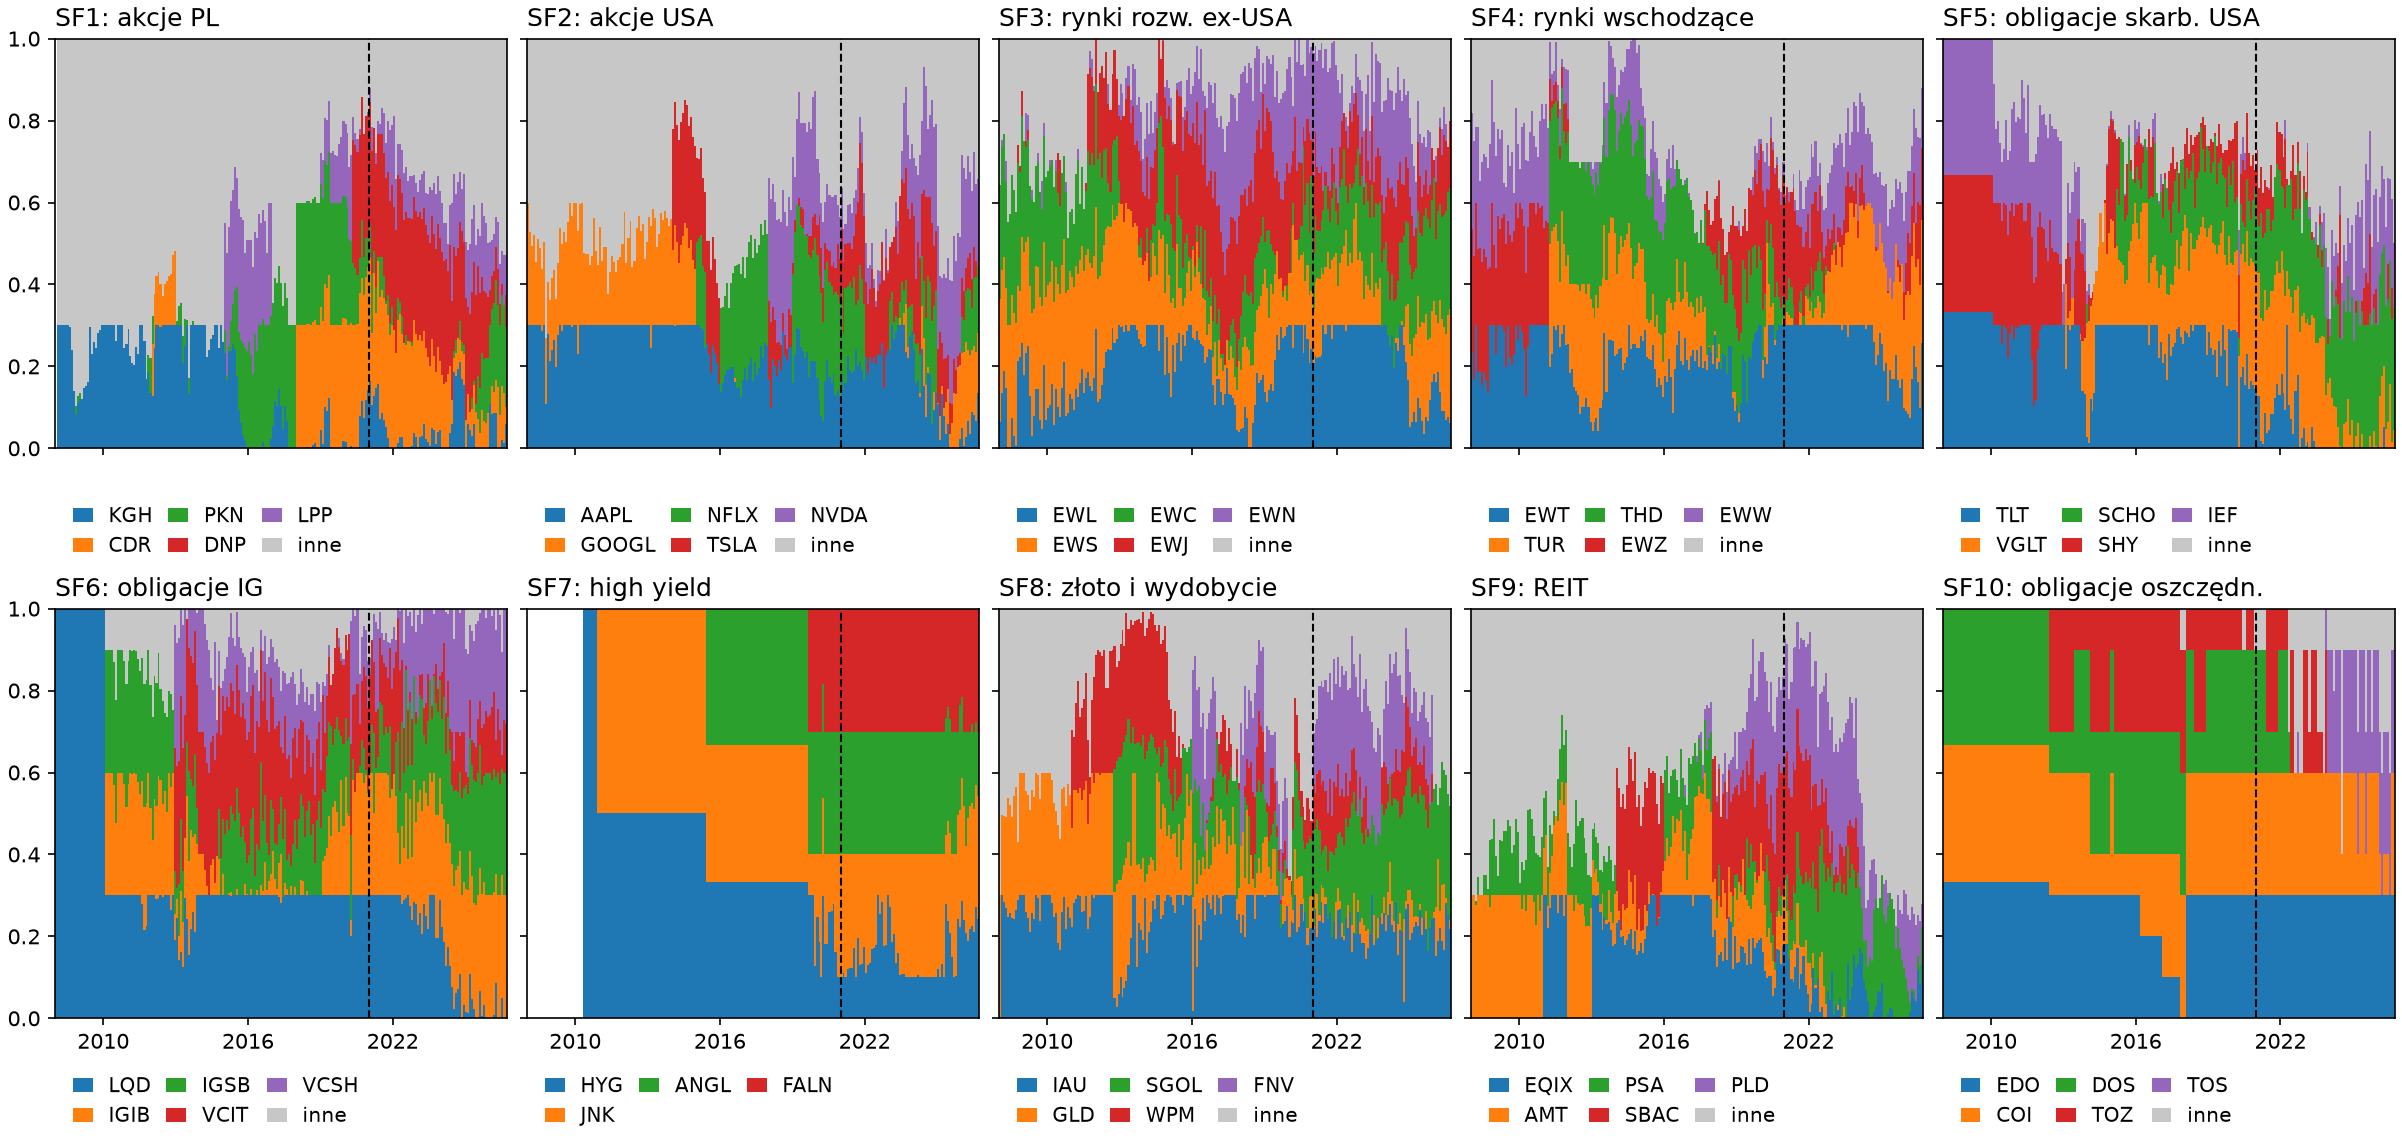 SF1: akcje PL
SF2: akcje USA
SF3: rynki rozw. ex-USA
SF4: rynki wschodzące
SF5: obligacje skarb. USA
1.0
0.8
0.6
0.4
0.2
0.0
KGH PKN LPP
CDR DNP inne
AAPL NFLX NVDA
GOOGL TSLA inne
EWL EWC EWN
EWS EWJ inne
EWT THD EWW
TUR EWZ inne
TLT SCHO IEF
VGLT SHY inne
SF6: obligacje IG
SF7: high yield
SF8: złoto i wydobycie
SF9: REIT
SF10: obligacje oszczędn.
1.0
0.8
0.6
0.4
0.2
0.0
2010 2016 2022
2010 2016 2022
2010 2016 2022
2010 2016 2022
2010 2016 2022
LQD IGSB VCSH
IGIB VCIT inne
HYG ANGL FALN
JNK
IAU SGOL FNV
GLD WPM inne
EQIX PSA PLD
AMT SBAC inne
EDO DOS TOS
COI TOZ inne